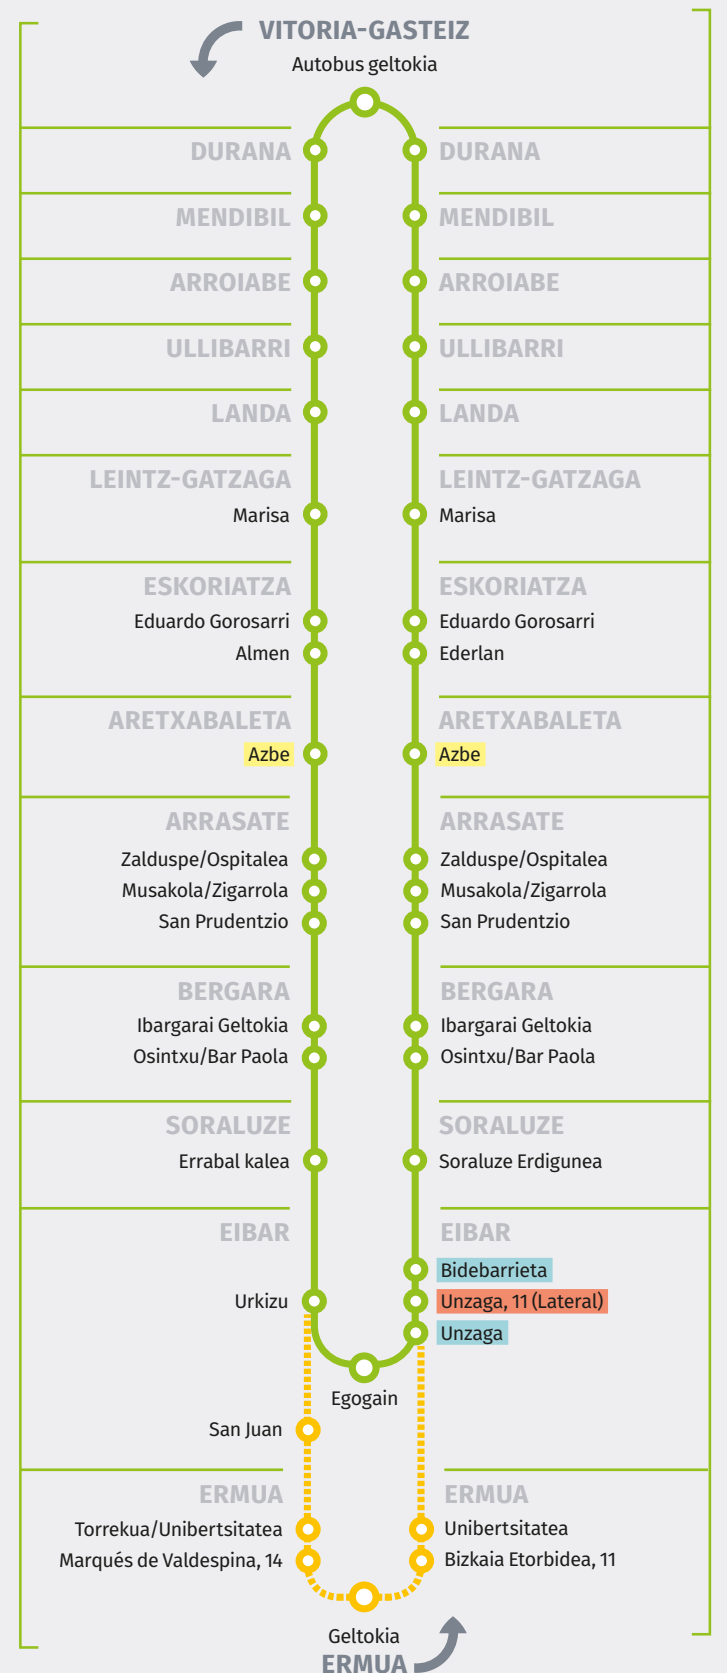 VITORIA-GASTEIZ
Autobus geltokia
DURANA
DURANA
MENDIBIL
MENDIBIL
ARROIABE
ARROIABE
ULLIBARRI
ULLIBARRI
LANDA
LANDA
LEINTZ-GATZAGA
LEINTZ-GATZAGA
Marisa
Marisa
ESKORIATZA
ESKORIATZA
Eduardo Gorosarri
Eduardo Gorosarri
Almen
Ederlan
ARETXABALETA
ARETXABALETA
Azbe
Azbe
ARRASATE
ARRASATE
Zalduspe/Ospitalea
Zalduspe/Ospitalea
Musakola/Zigarrola
Musakola/Zigarrola
San Prudentzio
San Prudentzio
BERGARA
BERGARA
Ibargarai Geltokia
Ibargarai Geltokia
Osintxu/Bar Paola
Osintxu/Bar Paola
SORALUZE
SORALUZE
Errabal kalea
Soraluze Erdigunea
EIBAR
EIBAR
Bidebarrieta
Urkizu
Unzaga, 11 (Lateral)
Unzaga
Egogain
San Juan
ERMUA
ERMUA
Torrekua/Unibertsitatea
Unibertsitatea
Marqués de Valdespina, 14
Bizkaia Etorbidea, 11
Geltokia
ERMUA